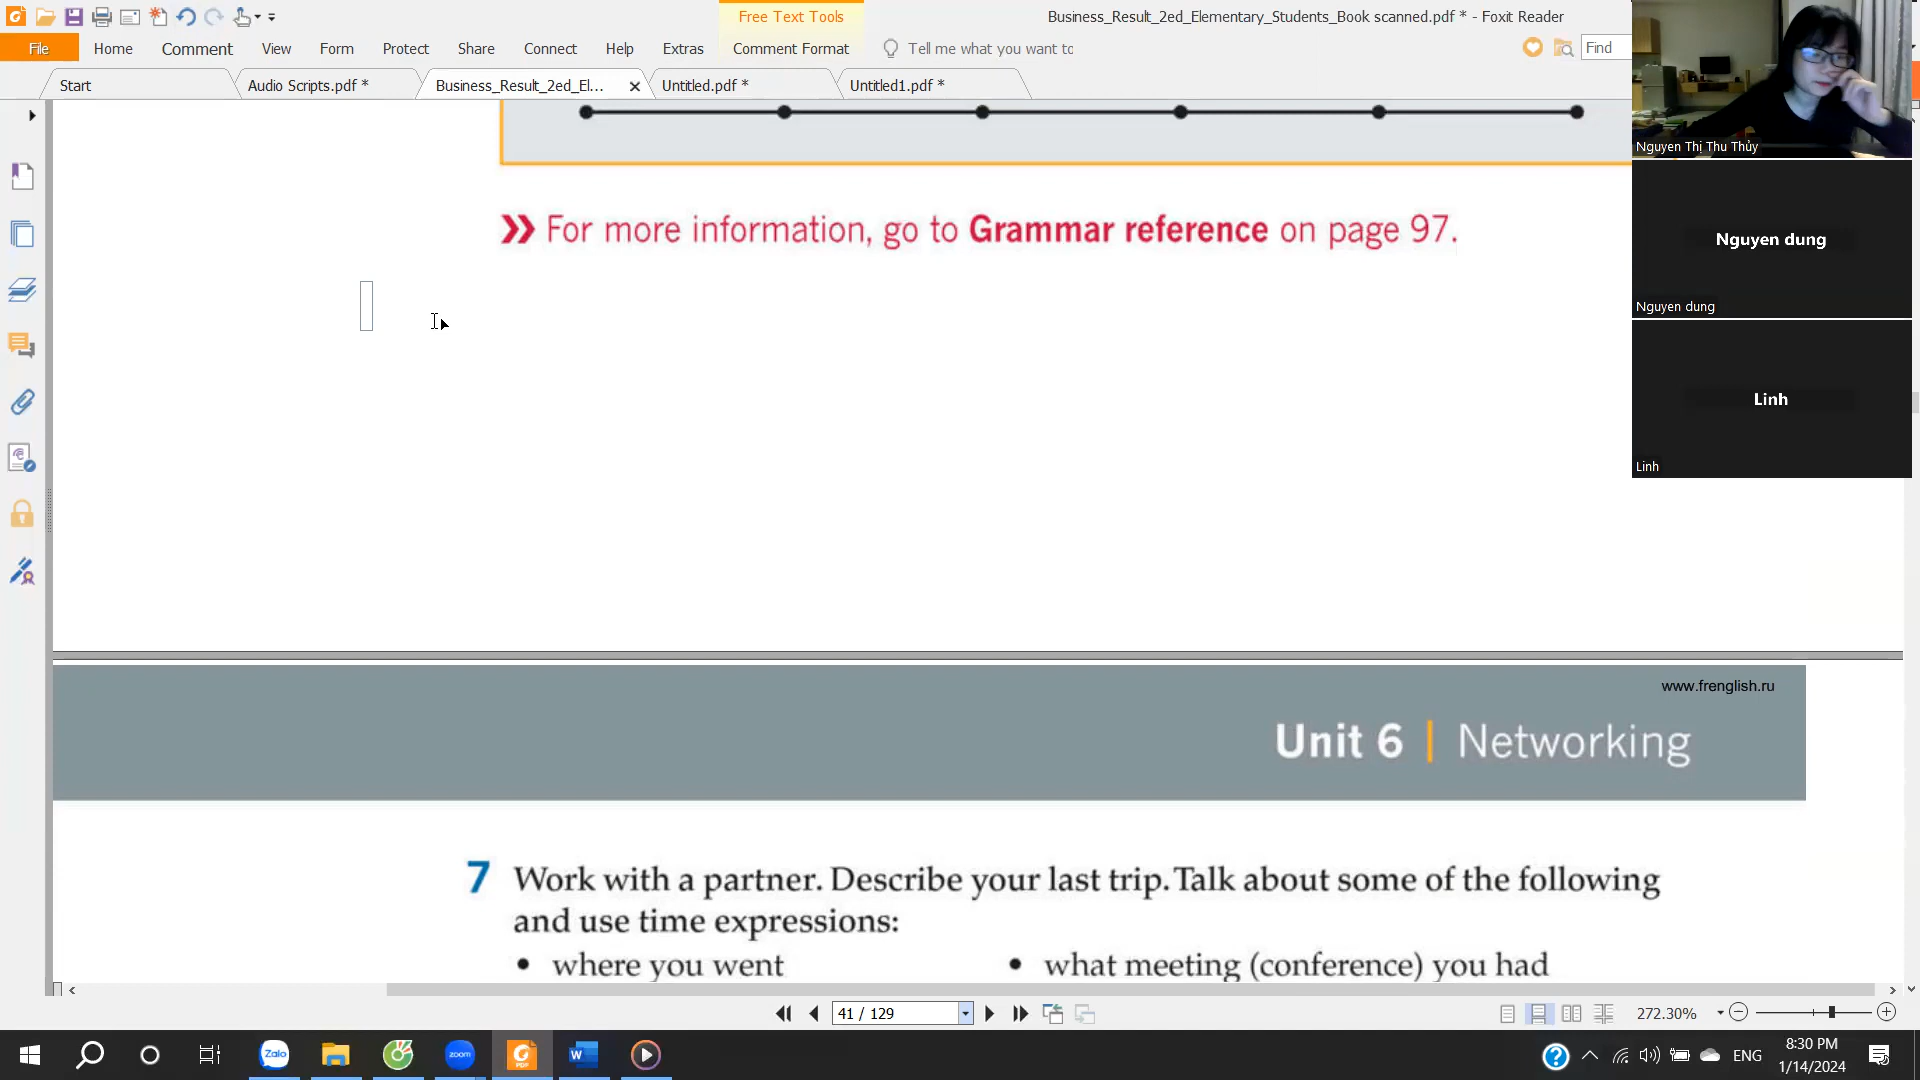 Free Text Tools
Business_Result_2ed_Elementary_Students_Book scanned.pdf * - Foxit Reader
File
Home
Comment
View
Form
Protect
Share
Connect
Help
Extras
Comment Format
Tell me what you want to
Find
Start
Audio Scripts.pdf *
Business_Result_2ed_El...
Untitled.pdf *
Untitled1.pdf *
Nguyen Thị Thu Thủy
Nguyen dung
Nguyen dung
Linh
Linh
For more information, go to Grammar reference on page 97.
www.frenglish.ru
Unit 6 | Networking
7 Work with a partner. Describe your last trip. Talk about some of the following
and use time expressions:
• where you went
• what meeting (conference) you had
41 / 129
272.30%
Zalo
zoom
PDF
W
ENG
8:30 PM
1/14/2024